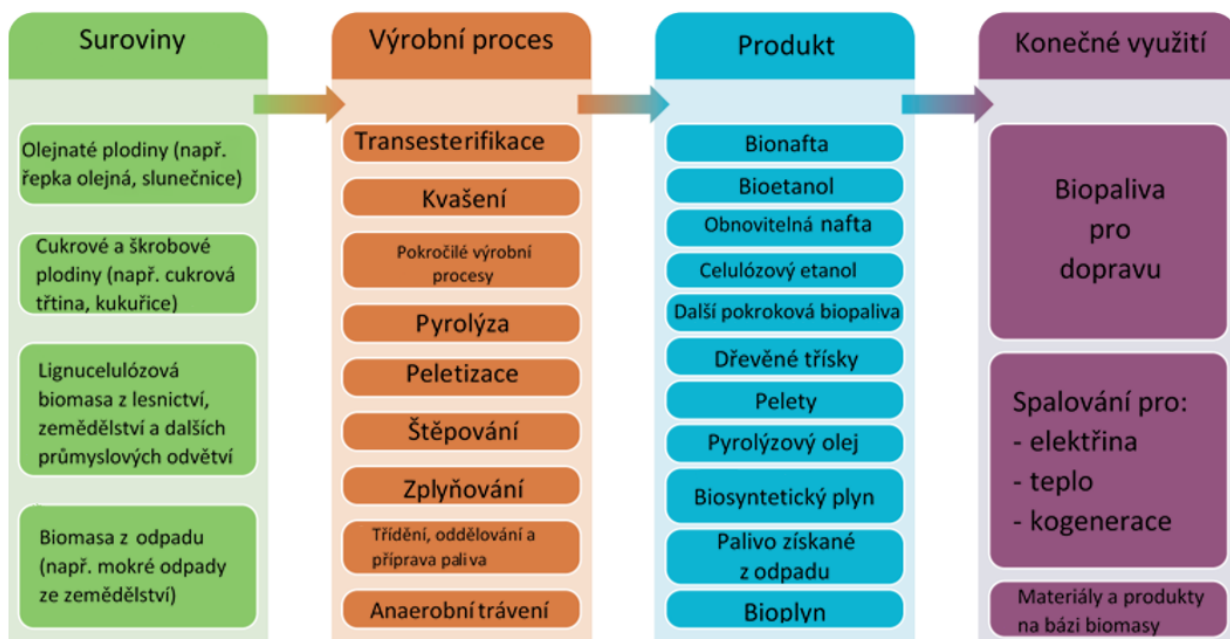 Suroviny
Olejnaté plodiny (např.
řepka olejná, slunečnice)
Cukrové a škrobové
plodiny (např. cukrová
třtina, kukuřice)
Lignucelulózová
biomasa z lesnictví,
zemědělství a dalších
průmyslových odvětví
Biomasa z odpadu
(např. mokré odpady
ze zemědělství)
Výrobní proces
Transesterifikace
Kvašení
Pokročilé výrobní
procesy
Pyrolýza
Peletizace
Štěpování
Zplyňování
Třídění, oddělování a
příprava paliva
Anaerobní trávení
Produkt
Bionafta
Bioetanol
Obnovitelná nafta
Celulózový etanol
Další pokroková biopaliva
Dřevěné třísky
Pelety
Pyrolýzový olej
Biosyntetický plyn
Palivo získané
z odpadu
Bioplyn
Konečné využití
Biopaliva
pro
dopravu
Spalování pro:
- elektřina
- teplo
- kogenerace
Materiály a produkty
na bázi biomasy